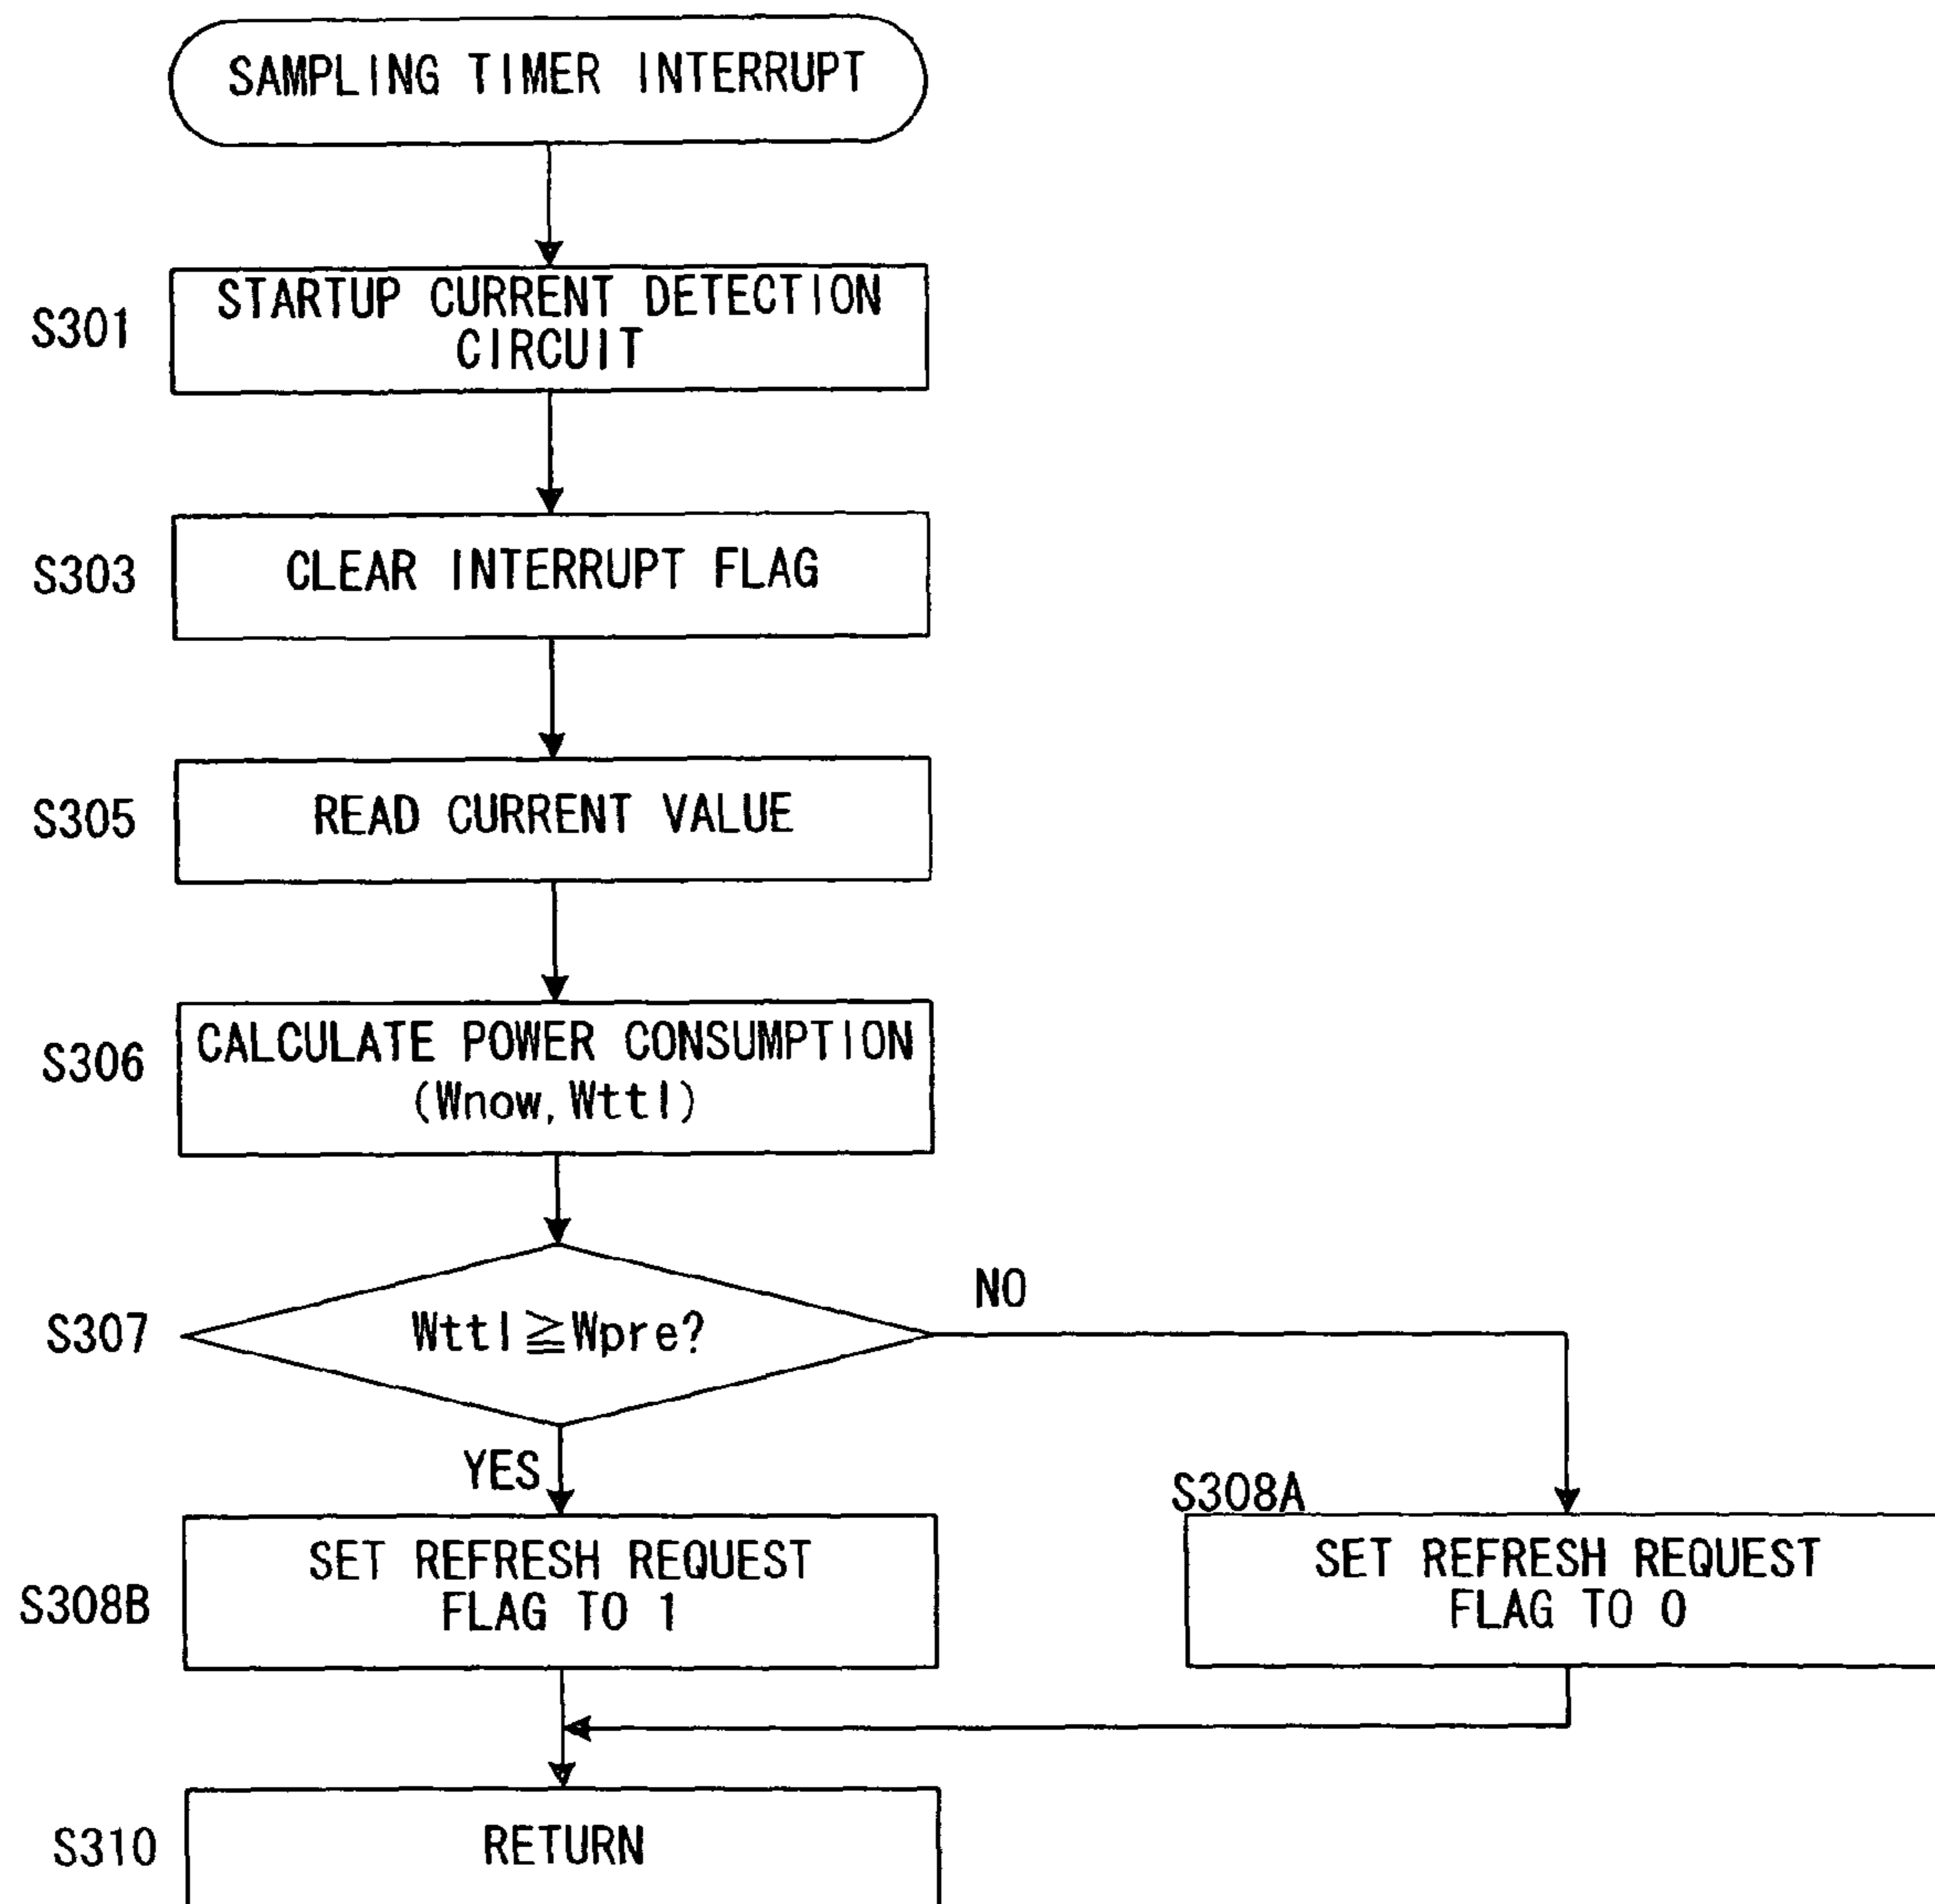 SAMPLING TIMER INTERRUPT
S301
STARTUP CURRENT DETECTION
CIRCUIT
S303
CLEAR INTERRUPT FLAG
S305
READ CURRENT VALUE
S306
CALCULATE POWER CONSUMPTION
(Wnow, Wttl)
S307
Wttl≧Wpre?
NO
YES
S308B
SET REFRESH REQUEST
FLAG TO 1
S308A
SET REFRESH REQUEST
FLAG TO 0
S310
RETURN